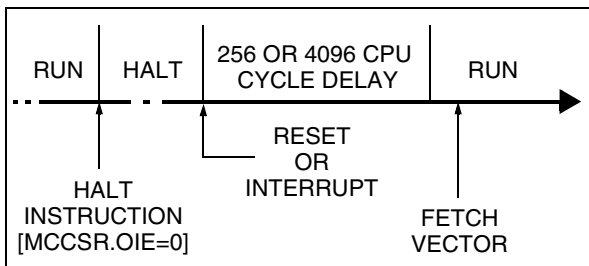 RUN
HALT
256 OR 4096 CPU
CYCLE DELAY
RUN
RESET
OR
INTERRUPT
HALT
INSTRUCTION
[MCCSR.OIE=0]
FETCH
VECTOR